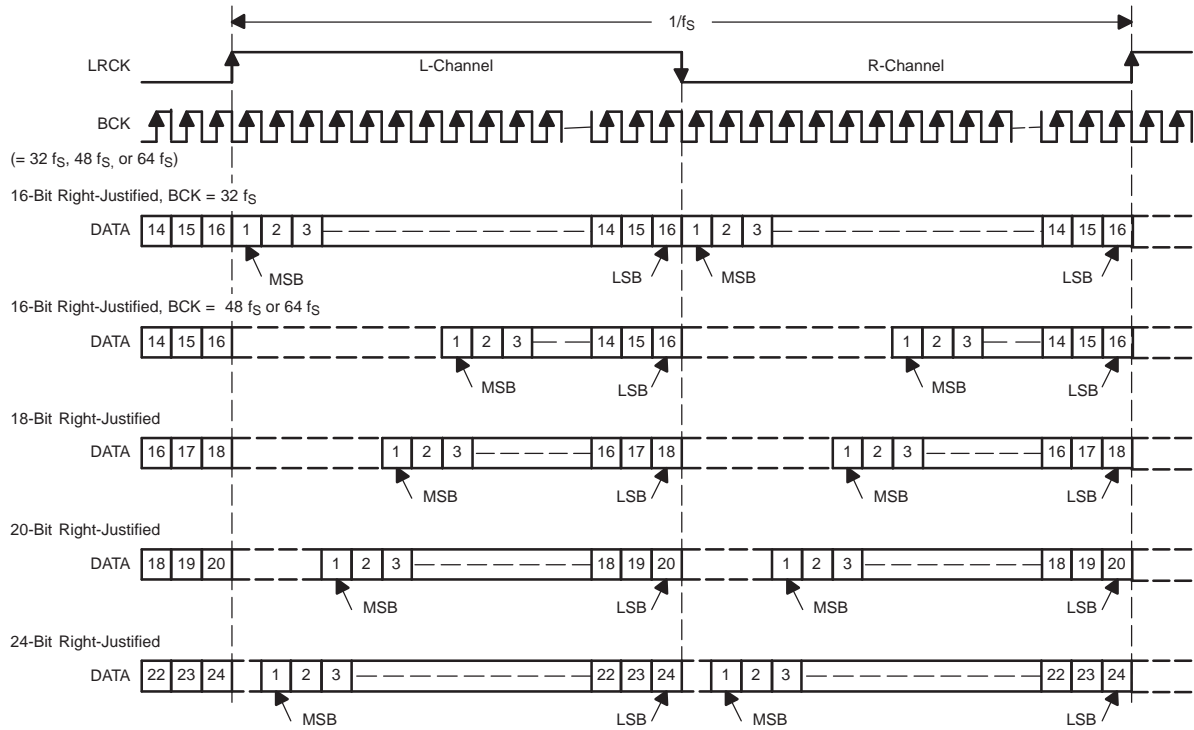 1/fS
LRCK L-Channel R-Channel
BCK
(= 32 fS, 48 fS, or 64 fS)
16-Bit Right-Justified, BCK = 32 fS
DATA 14 15 16 1 2 3 14 15 16 1 2 3 14 15 16
MSB LSB MSB LSB
16-Bit Right-Justified, BCK = 48 fS or 64 fS
DATA 14 15 16 1 2 3 14 15 16 1 2 3 14 15 16
MSB LSB MSB LSB
18-Bit Right-Justified
DATA 16 17 18 1 2 3 16 17 18 1 2 3 16 17 18
MSB LSB MSB LSB
20-Bit Right-Justified
DATA 18 19 20 1 2 3 18 19 20 1 2 3 18 19 20
MSB LSB MSB LSB
24-Bit Right-Justified
DATA 22 23 24 1 2 3 22 23 24 1 2 3 22 23 24
MSB LSB MSB LSB